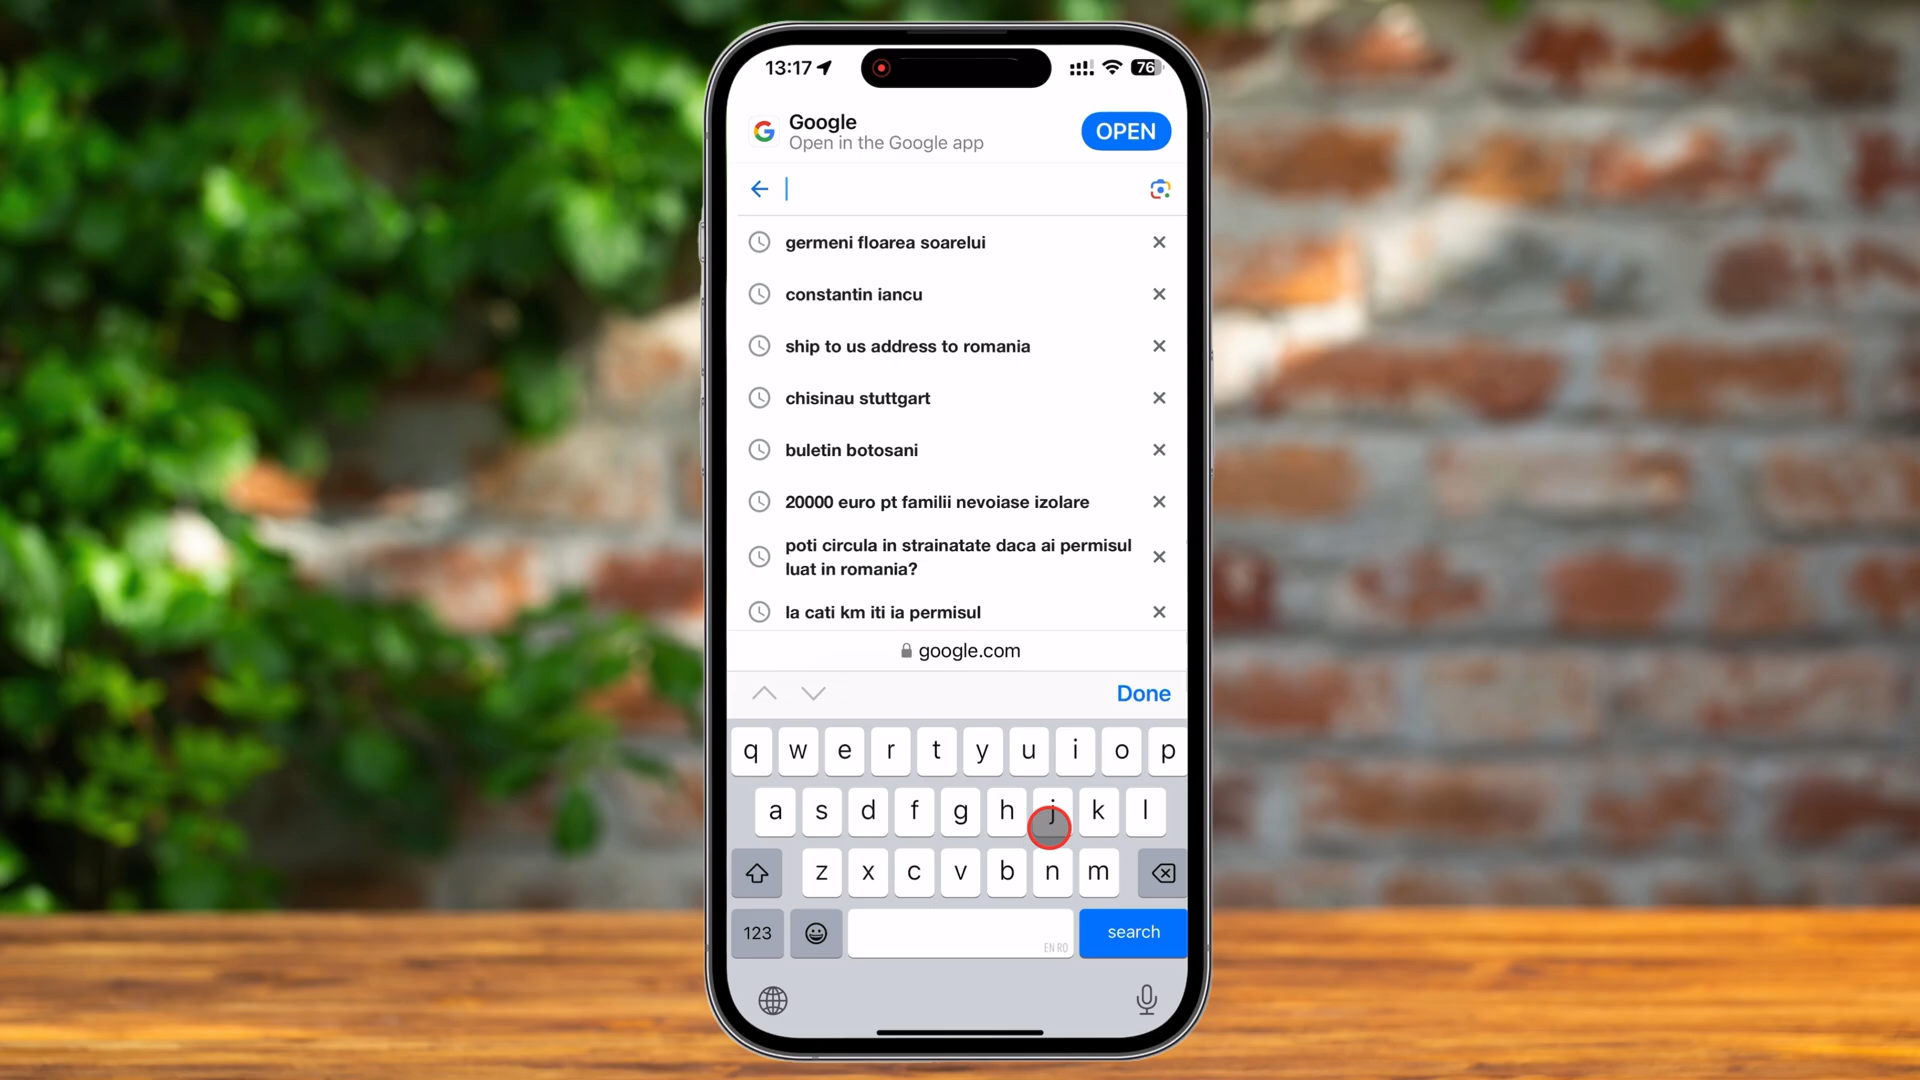 13:17
76
Google
Open in the Google app
OPEN
germeni floarea soarelui
constantin iancu
ship to us address to romania
chisinau stuttgart
buletin botosani
20000 euro pt familii nevoiase izolare
poti circula in strainatate daca ai permisul
luat in romania?
la cati km iti ia permisul
google.com
Done
q w e r t y u i o p
a s d f g h j k l
z x c v b n m
123
EN RO
search